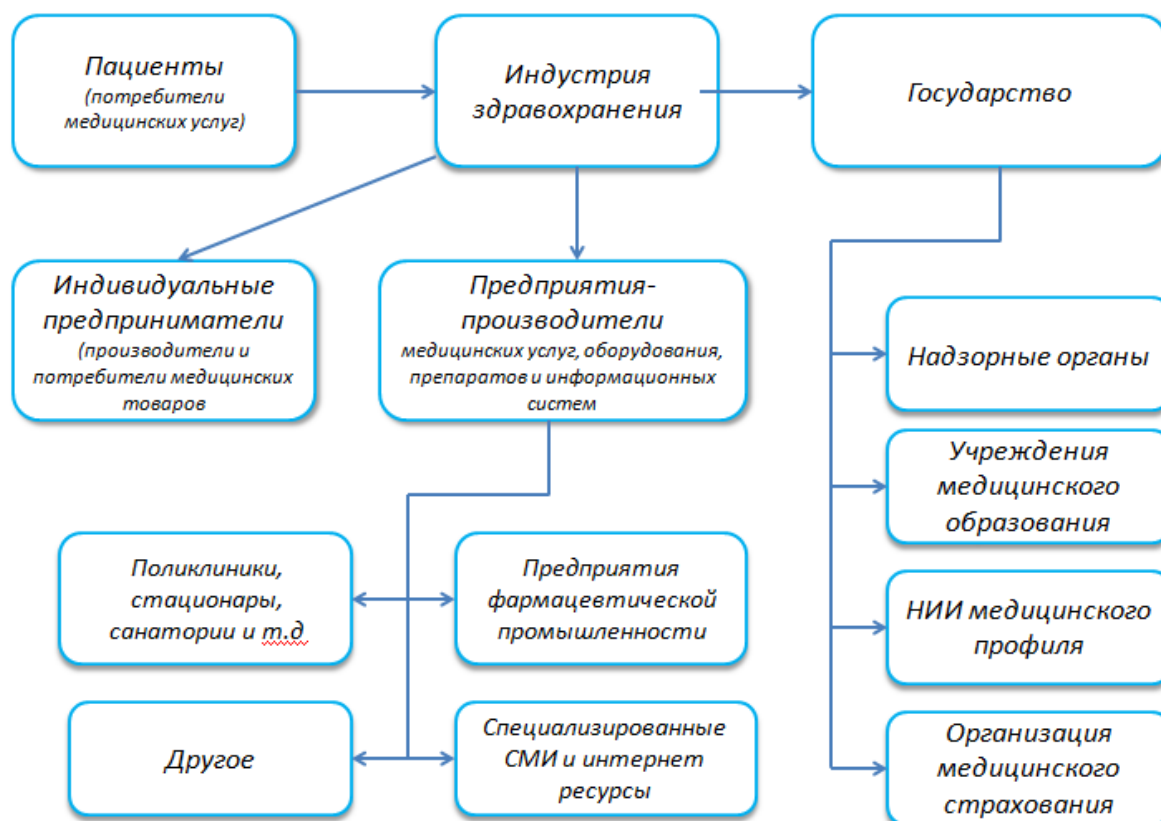 Пациенты
(потребители
медицинских услуг)
Индустрия
здравохранения
Государство
Индивидуальные
предприниматели
(производители и
потребители медицинских
товаров
Предприятия-
производители
медицинских услуг, оборудования,
препаратов и информационных
систем
Надзорные органы
Учреждения
медицинского
образования
Поликлиники,
стационары,
санатории и т.д
Предприятия
фармацевтической
промышленности
НИИ медицинского
профиля
Другое
Специализированные
СМИ и интернет
ресурсы
Организация
медицинского
страхования